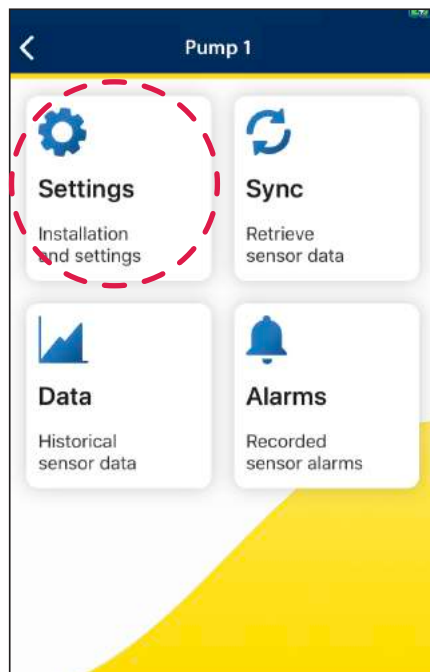 Pump 1
Settings
Installation
and settings
Sync
Retrieve
sensor data
Data
Historical
sensor data
Alarms
Recorded
sensor alarms